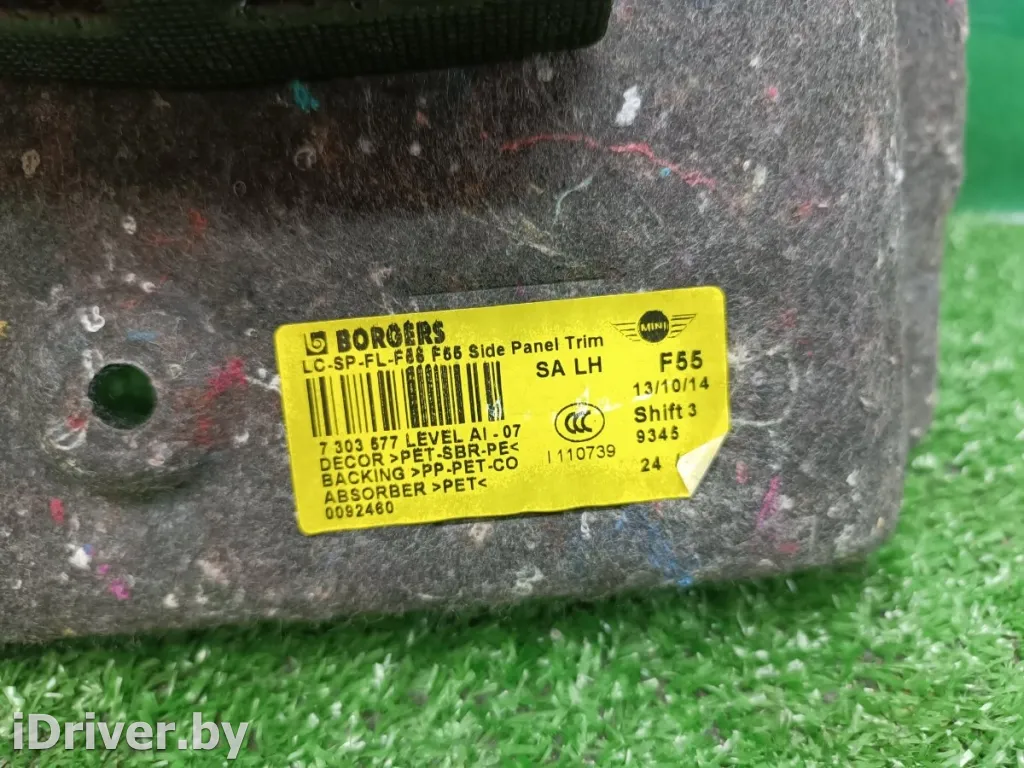 BORGERS
LC-SP-FL-F56 F55 Side Panel Trim
SA LH
7 303 577 LEVEL AI - 07
DECOR >PET-SBR-PE<
BACKING >PP-PET-CO
ABSORBER >PET<
0092460
CCC
I 110739
MINI
F55
13/10/14
Shift 3
9345
24 /
iDriver.by